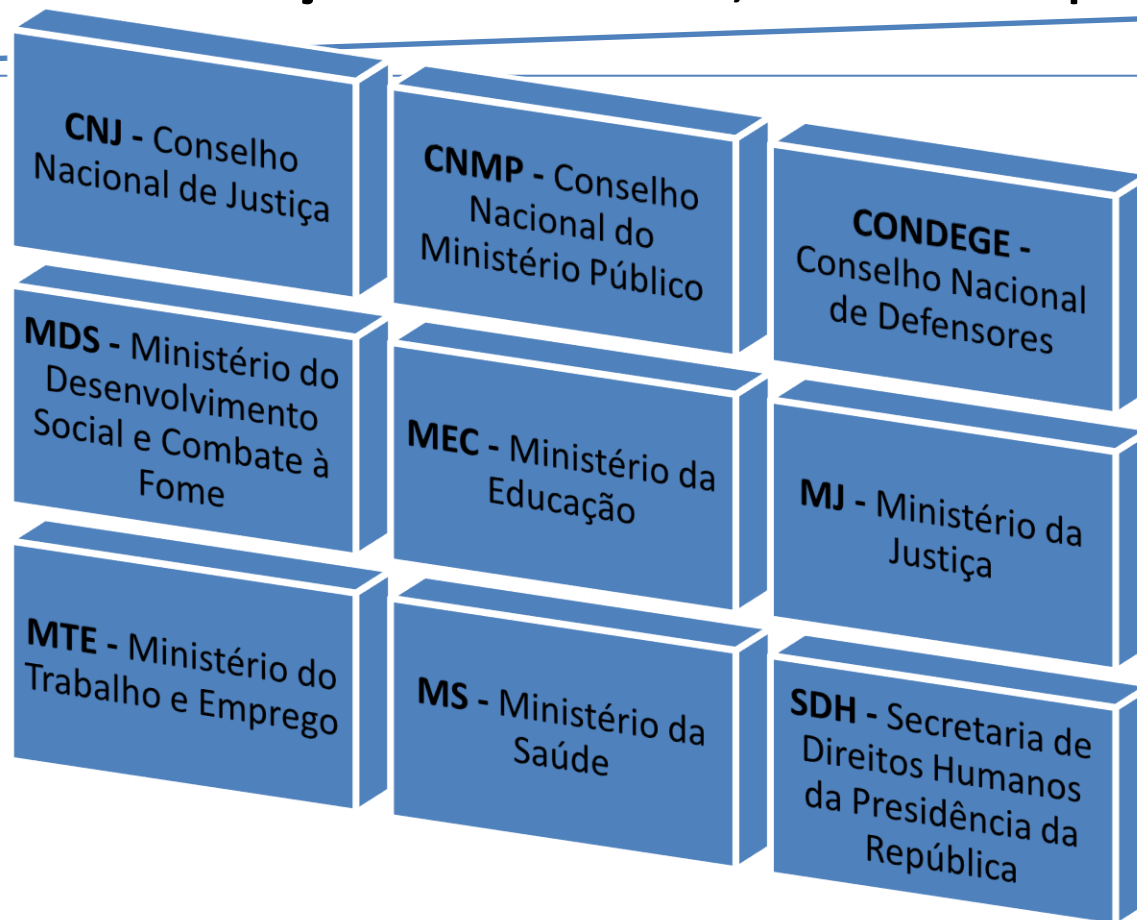 CNJ - Conselho
Nacional de Justiça
CNMP - Conselho
Nacional do
Ministério Público
CONDEGE -
Conselho Nacional
de Defensores
MDS - Ministério do
Desenvolvimento
Social e Combate à
Fome
MEC - Ministério da
Educação
MJ - Ministério da
Justiça
MTE - Ministério do
Trabalho e Emprego
MS - Ministério da
Saúde
SDH - Secretaria de
Direitos Humanos
da Presidência da
República